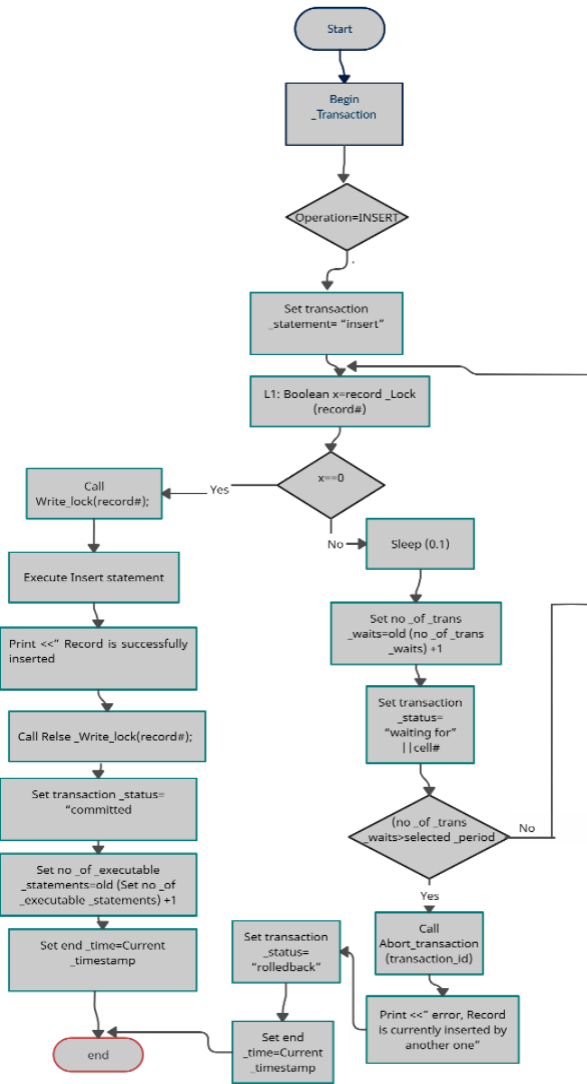 Start
Begin
_Transaction
Operation=INSERT
Set transaction
_statement= “insert”
L1: Boolean x=record _Lock
(record#)
x==0
Yes
No
Call
Write_lock(record#);
Execute Insert statement
Print <<“ Record is successfully
inserted
Call Relse _Write_lock(record#);
Set transaction _status=
“committed
Set no _of _executable
_statements=old (Set no _of
_executable _statements) +1
Set end _time=Current
_timestamp
end
Sleep (0.1)
Set no _of _trans
_waits=old (no _of _trans
_waits) +1
Set transaction
_status=
“waiting for”
||cell#
(no _of _trans
_waits>selected _period
No
Yes
Call
Abort_transaction
(transaction_id)
Print <<“ error, Record
is currently inserted by
another one”
Set transaction
_status=
“rolledback”
Set end
_time=Current
_timestamp